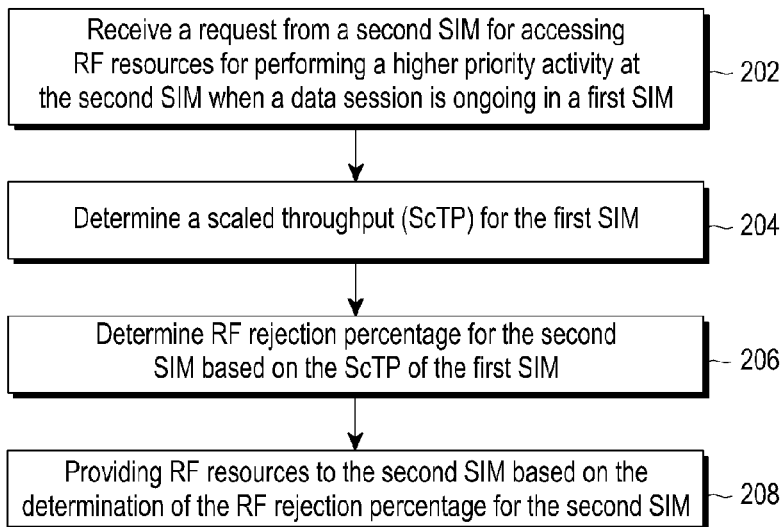 Receive a request from a second SIM for accessing
RF resources for performing a higher priority activity at
the second SIM when a data session is ongoing in a first SIM
202
Determine a scaled throughput (ScTP) for the first SIM
204
Determine RF rejection percentage for the second
SIM based on the ScTP of the first SIM
206
Providing RF resources to the second SIM based on the
determination of the RF rejection percentage for the second SIM
208